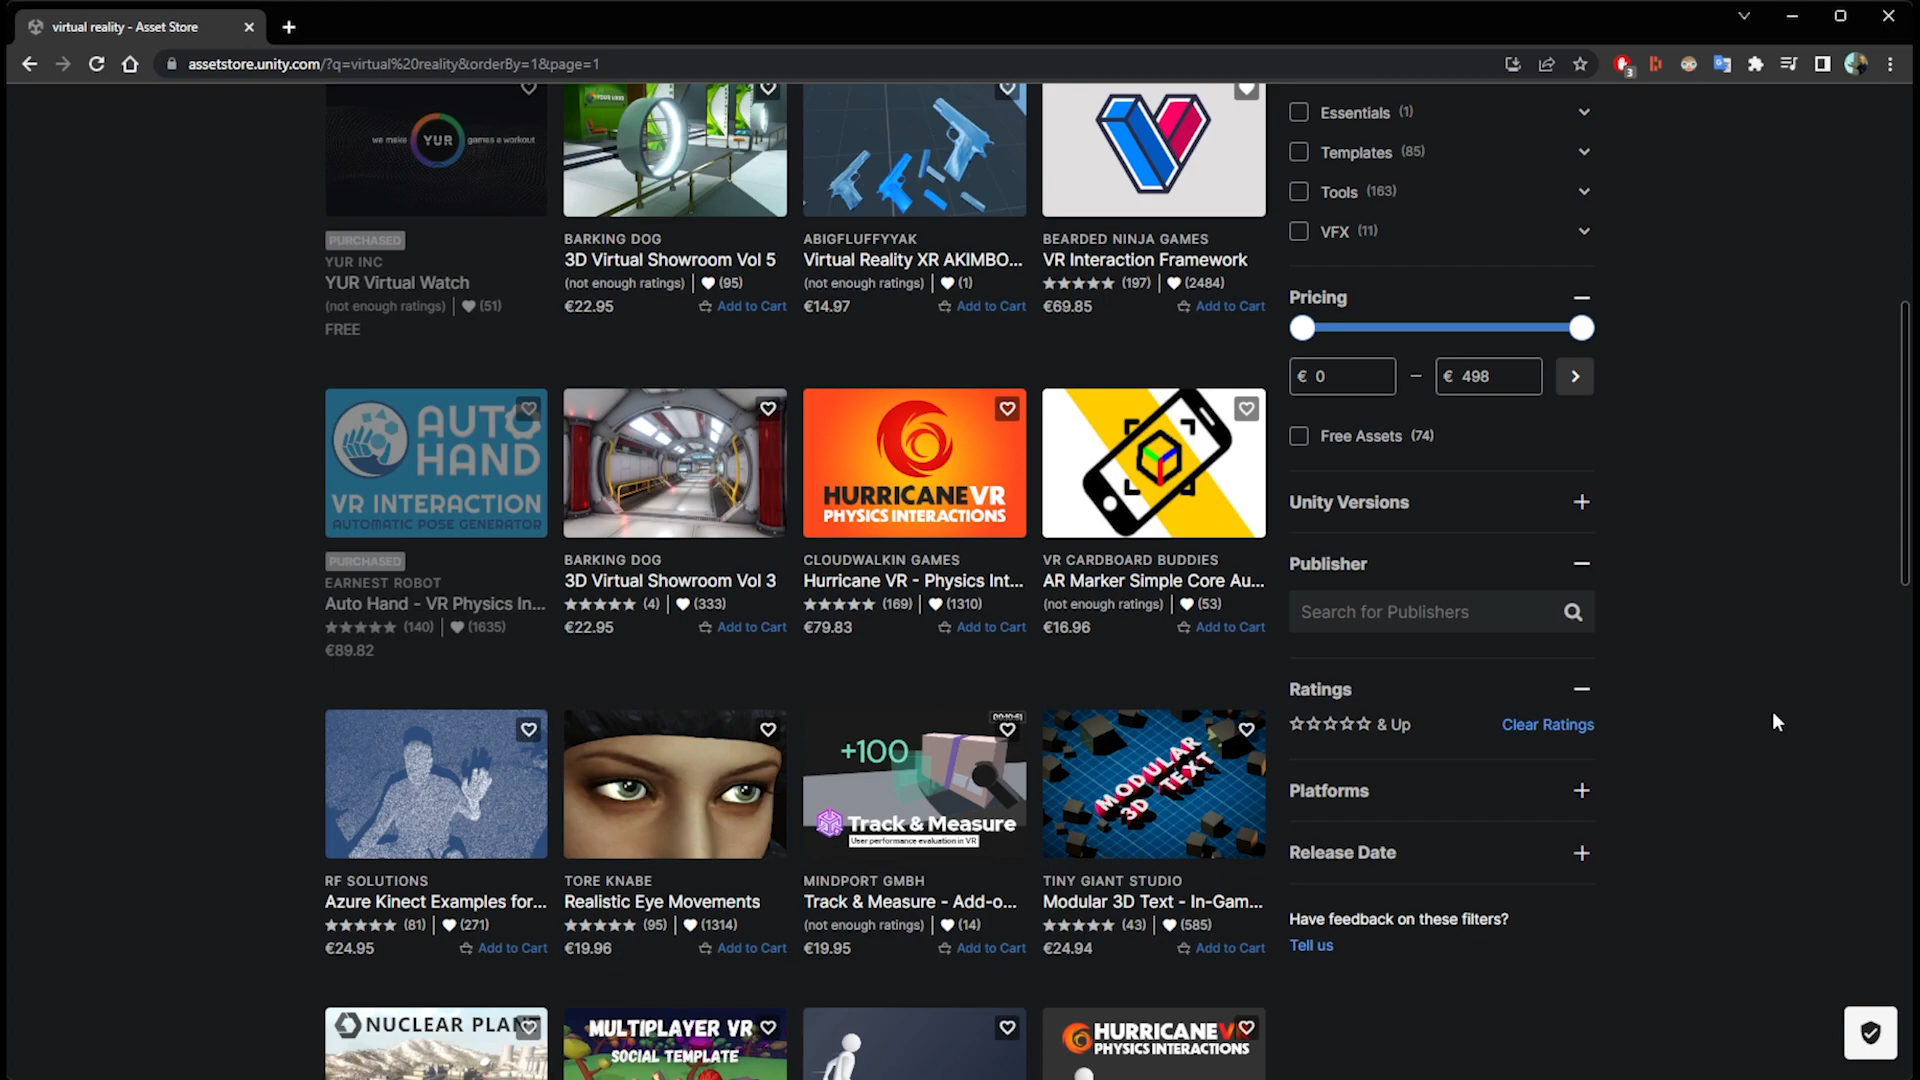 virtual reality - Asset Store
assetstore.unity.com/?q=virtual%20reality&orderBy=1&page=1
3
we make YUR games a workout
PURCHASED
YUR INC
YUR Virtual Watch
(not enough ratings) (51)
FREE
BARKING DOG
3D Virtual Showroom Vol 5
(not enough ratings) (95)
€22.95 Add to Cart
ABIGFLUFFYYAK
Virtual Reality XR AKIMBO...
(not enough ratings) (1)
€14.97 Add to Cart
BEARDED NINJA GAMES
VR Interaction Framework
(197) (2484)
€69.85 Add to Cart
AUTO
HAND
VR INTERACTION
AUTOMATIC POSE GENERATOR
PURCHASED
EARNEST ROBOT
Auto Hand - VR Physics In...
(140) (1635)
€89.82
BARKING DOG
3D Virtual Showroom Vol 3
(4) (333)
€22.95 Add to Cart
HURRICANEVR
PHYSICS INTERACTIONS
CLOUDWALKIN GAMES
Hurricane VR - Physics Int...
(169) (1310)
€79.83 Add to Cart
VR CARDBOARD BUDDIES
AR Marker Simple Core Au...
(not enough ratings) (53)
€16.96 Add to Cart
RF SOLUTIONS
Azure Kinect Examples for...
(81) (271)
€24.95 Add to Cart
TORE KNABE
Realistic Eye Movements
(95) (1314)
€19.96 Add to Cart
+100
Track & Measure
User performance evaluation in VR
MINDPORT GMBH
Track & Measure - Add-o...
(not enough ratings) (14)
€19.95 Add to Cart
MODULAR
3D TEXT
TINY GIANT STUDIO
Modular 3D Text - In-Gam...
(43) (585)
€24.94 Add to Cart
NUCLEAR PLANT
MULTIPLAYER VR
SOCIAL TEMPLATE
HURRICANEVR
PHYSICS INTERACTIONS
Essentials (1)
Templates (85)
Tools (163)
VFX (11)
Pricing
€ 0 – € 498
Free Assets (74)
Unity Versions
Publisher
Search for Publishers
Ratings
& Up Clear Ratings
Platforms
Release Date
Have feedback on these filters?
Tell us